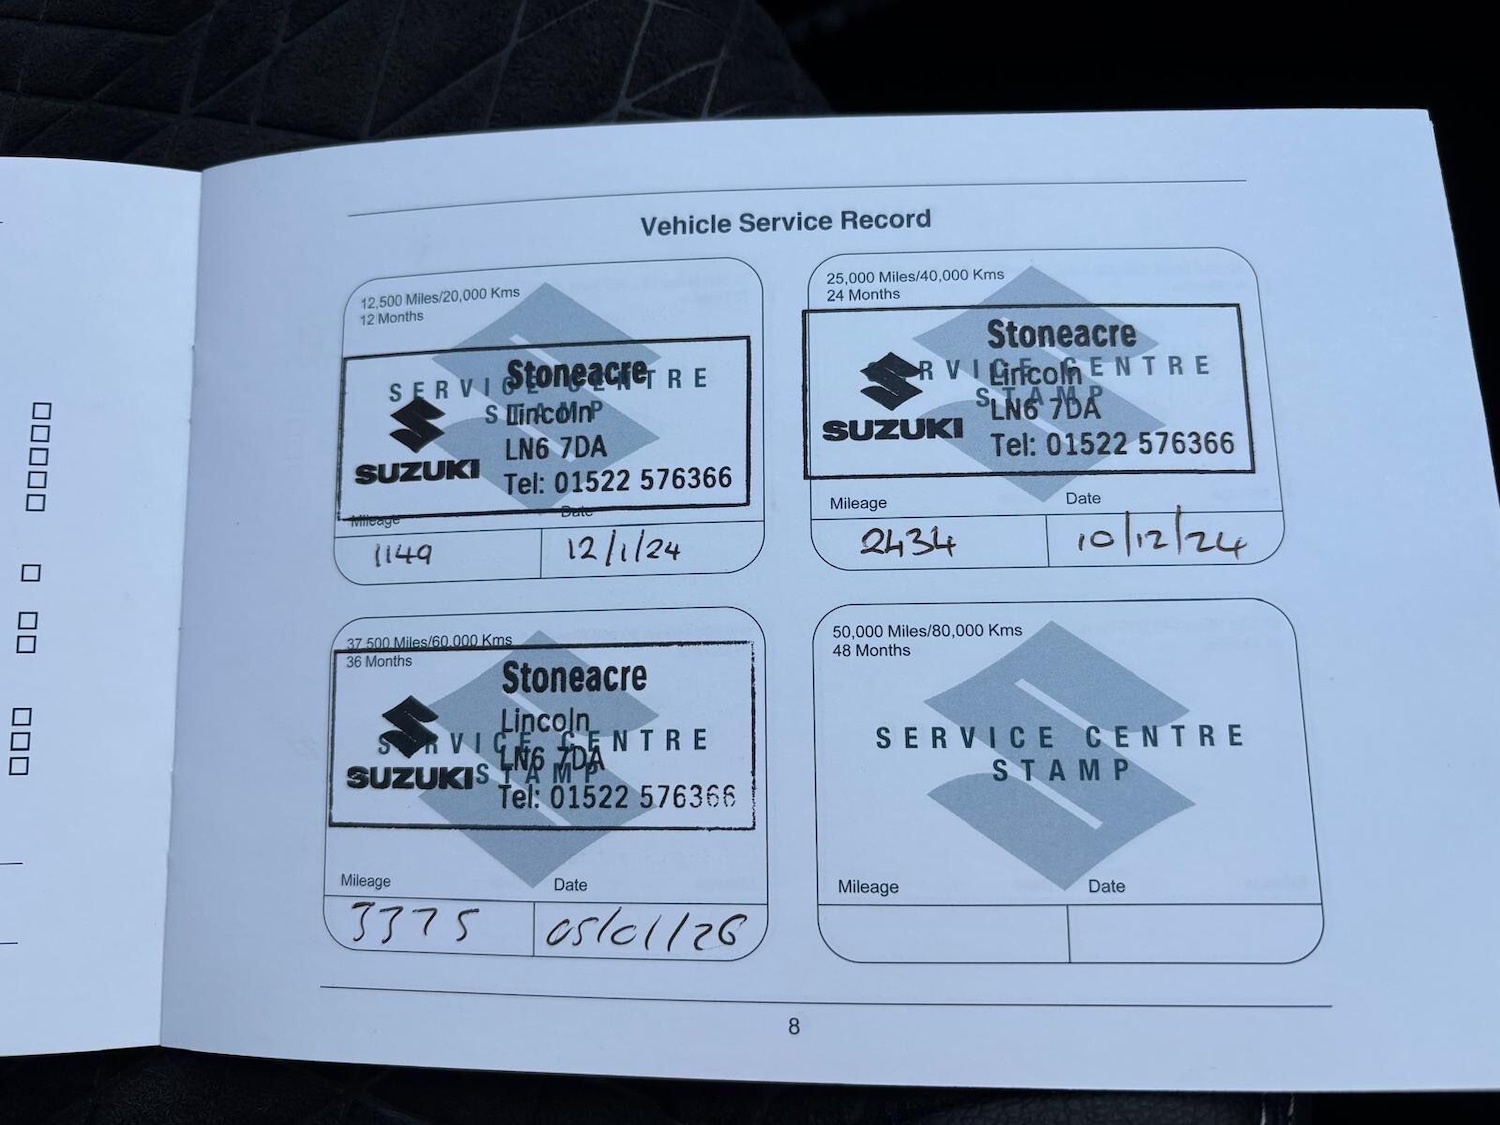 Vehicle Service Record
12,500 Miles/20,000 Kms
12 Months
SERVICE CENTRE
STAMP
Stoneacre
Lincoln
LN6 7DA
Tel: 01522 576366
SUZUKI
Mileage Date
1149 12/1/24
25,000 Miles/40,000 Kms
24 Months
SERVICE CENTRE
STAMP
Stoneacre
Lincoln
LN6 7DA
Tel: 01522 576366
SUZUKI
Mileage Date
2434 10/12/24
37,500 Miles/60,000 Kms
36 Months
SERVICE CENTRE
STAMP
Stoneacre
Lincoln
LN6 7DA
Tel: 01522 576366
SUZUKI
Mileage Date
3375 05/01/26
50,000 Miles/80,000 Kms
48 Months
SERVICE CENTRE
STAMP
Mileage Date
8